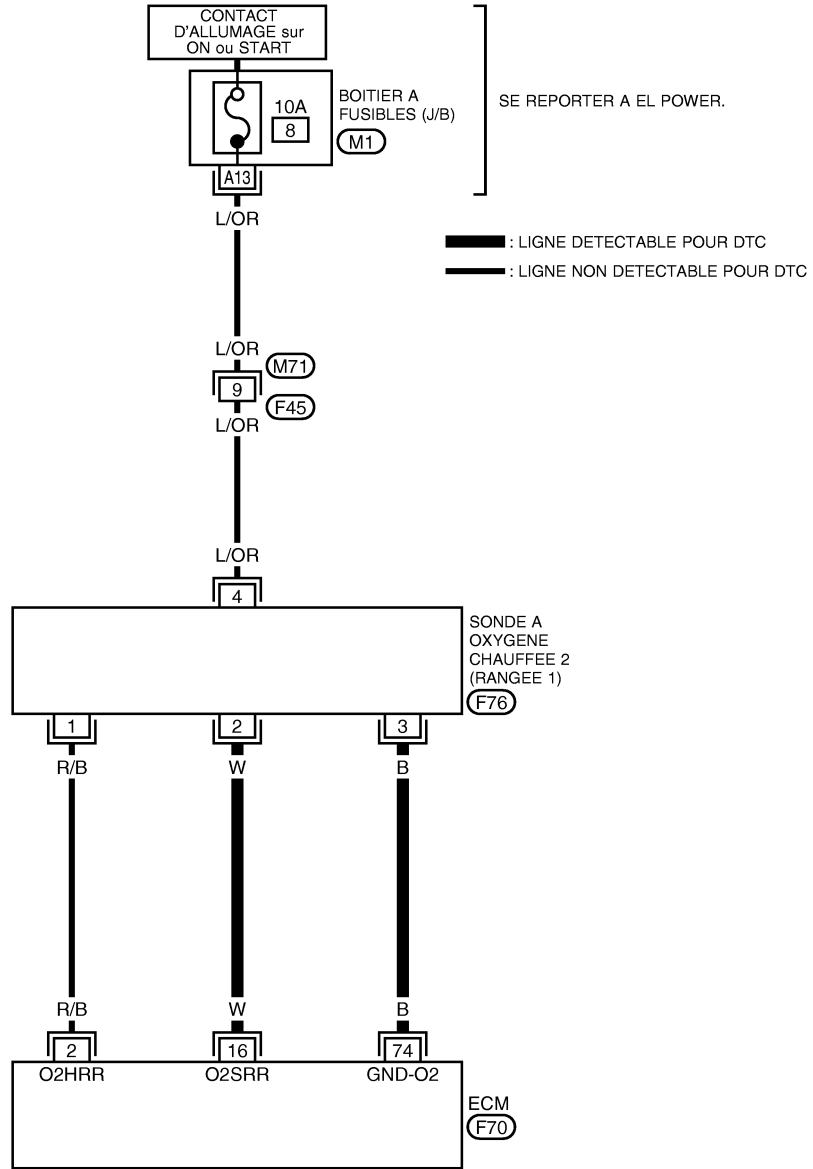 CONTACT
D'ALLUMAGE sur
ON ou START
10A
8
BOITIER A
FUSIBLES (J/B)
M1
SE REPORTER A EL POWER.
A13
L/OR
: LIGNE DETECTABLE POUR DTC
: LIGNE NON DETECTABLE POUR DTC
L/OR
M71
9
F45
L/OR
L/OR
4
SONDE A
OXYGENE
CHAUFFEE 2
(RANGEE 1)
F76
1 2 3
R/B W B
R/B W B
2 16 74
O2HRR O2SRR GND-O2
ECM
F70